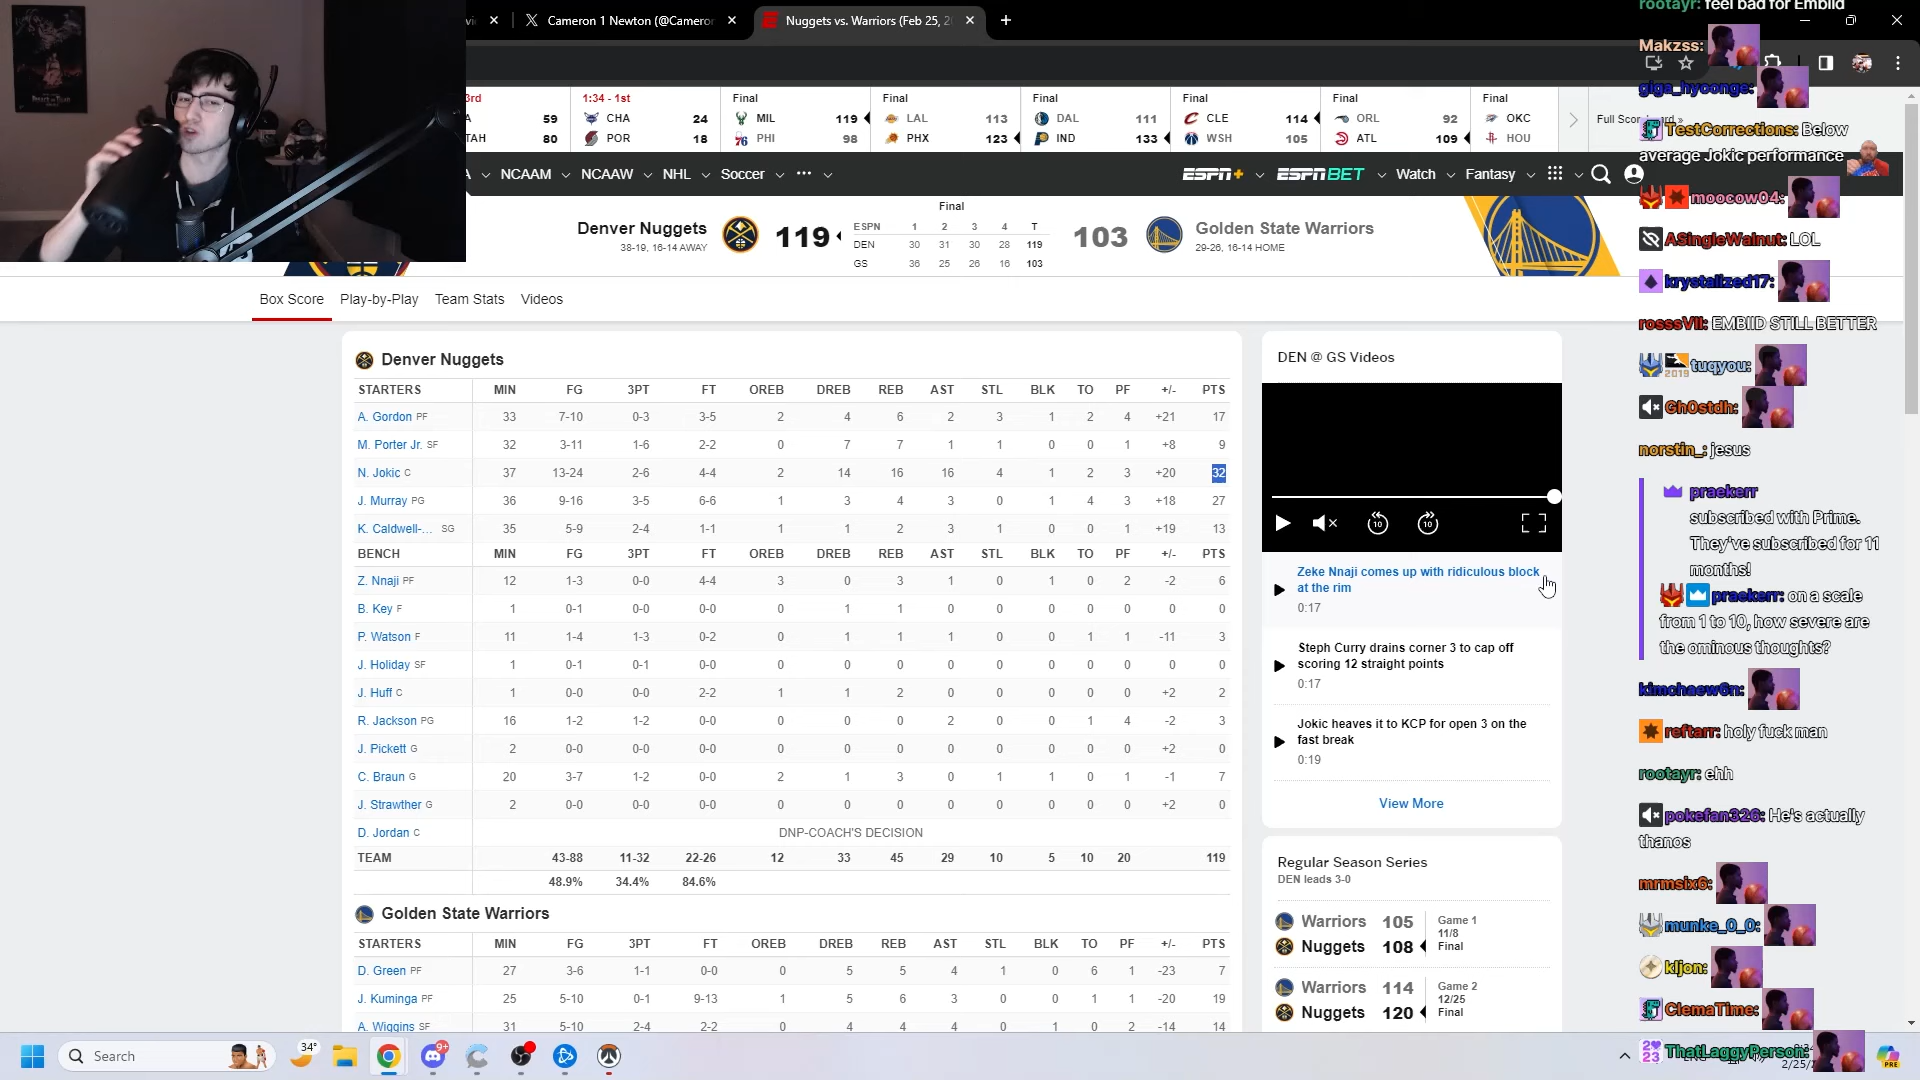 Cameron 1 Newton (@Camero
Nuggets vs. Warriors (Feb 25, 2
3rd
59
TAH 80
1:34 - 1st
CHA 24
POR 18
Final
MIL 119
PHI 98
Final
LAL 113
PHX 123
Final
DAL 111
IND 133
Final
CLE 114
WSH 105
Final
ORL 92
ATL 109
Final
OKC
HOU
NCAAM NCAAW NHL Soccer ••• ESPN+ ESPN BET Watch Fantasy
Denver Nuggets
38-19, 16-14 AWAY
119
Final
ESPN 1 2 3 4 T
DEN 30 31 30 28 119
GS 36 25 26 16 103
103
Golden State Warriors
29-26, 16-14 HOME
Box Score Play-by-Play Team Stats Videos
Denver Nuggets
STARTERS MIN FG 3PT FT OREB DREB REB AST STL BLK TO PF +/- PTS
A. Gordon PF 33 7-10 0-3 3-5 2 4 6 2 3 1 2 4 +21 17
M. Porter Jr. SF 32 3-11 1-6 2-2 0 7 7 1 1 0 0 1 +8 9
N. Jokic C 37 13-24 2-6 4-4 2 14 16 16 4 1 2 3 +20 32
J. Murray PG 36 9-16 3-5 6-6 1 3 4 3 0 1 4 3 +18 27
K. Caldwell-... SG 35 5-9 2-4 1-1 1 1 2 3 1 0 0 1 +19 13
BENCH MIN FG 3PT FT OREB DREB REB AST STL BLK TO PF +/- PTS
Z. Nnaji PF 12 1-3 0-0 4-4 3 0 3 1 0 1 0 2 -2 6
B. Key F 1 0-1 0-0 0-0 0 1 1 0 0 0 0 0 0 0
P. Watson F 11 1-4 1-3 0-2 0 1 1 1 0 0 1 1 -11 3
J. Holiday SF 1 0-1 0-1 0-0 0 0 0 0 0 0 0 0 0 0
J. Huff C 1 0-0 0-0 2-2 1 1 2 0 0 0 0 0 +2 2
R. Jackson PG 16 1-2 1-2 0-0 0 0 0 2 0 0 1 4 -2 3
J. Pickett G 2 0-0 0-0 0-0 0 0 0 0 0 0 0 0 +2 0
C. Braun G 20 3-7 1-2 0-0 2 1 3 0 1 1 0 1 -1 7
J. Strawther G 2 0-0 0-0 0-0 0 0 0 0 0 0 0 0 +2 0
D. Jordan C DNP-COACH'S DECISION
TEAM 43-88 11-32 22-26 12 33 45 29 10 5 10 20 119
48.9% 34.4% 84.6%
Golden State Warriors
STARTERS MIN FG 3PT FT OREB DREB REB AST STL BLK TO PF +/- PTS
D. Green PF 27 3-6 1-1 0-0 0 5 5 4 1 0 6 1 -23 7
J. Kuminga PF 25 5-10 0-1 9-13 1 5 6 3 0 0 1 1 -20 19
A. Wiggins SF 31 5-10 2-4 2-2 0 4 4 4 0 1 0 2 -14 14
DEN @ GS Videos
10 10
Zeke Nnaji comes up with ridiculous block
at the rim
0:17
Steph Curry drains corner 3 to cap off
scoring 12 straight points
0:17
Jokic heaves it to KCP for open 3 on the
fast break
0:19
View More
Regular Season Series
DEN leads 3-0
Warriors 105
Nuggets 108
Game 1
11/8
Final
Warriors 114
Nuggets 120
Game 2
12/25
Final
rootayr: feel bad for Embiid
Makzss:
giga_hyoonge:
TestCorrections: Below
average Jokic performance
moocow04:
ASingleWalnut: LOL
krystalized17:
rosssVII: EMBIID STILL BETTER
2019 tuqyou:
Gh0stdh:
norstin_: jesus
praekerr
subscribed with Prime.
They've subscribed for 11
months!
praekerr: on a scale
from 1 to 10, how severe are
the ominous thoughts?
kimchaew6n:
reftarr: holy fuck man
rootayr: ehh
pokefan326: He's actually
thanos
mrmsix6:
munke_0_0:
kljon:
ClemaTime:
ThatLaggyPerson:
Search
34°
9+